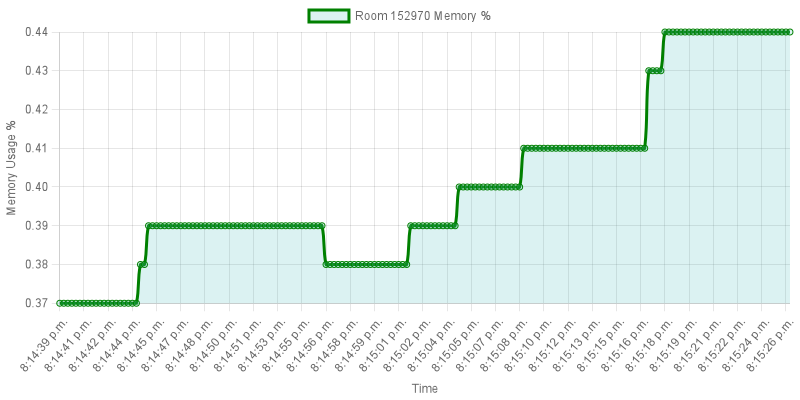 Room 152970 Memory %
0.44
0.43
0.42
0.41
0.40
0.39
0.38
0.37
Memory Usage %
8:14:39 p.m.
8:14:41 p.m.
8:14:42 p.m.
8:14:44 p.m.
8:14:45 p.m.
8:14:47 p.m.
8:14:48 p.m.
8:14:50 p.m.
8:14:51 p.m.
8:14:53 p.m.
8:14:55 p.m.
8:14:56 p.m.
8:14:58 p.m.
8:14:59 p.m.
8:15:01 p.m.
8:15:02 p.m.
8:15:04 p.m.
8:15:05 p.m.
8:15:07 p.m.
8:15:08 p.m.
8:15:10 p.m.
8:15:12 p.m.
8:15:13 p.m.
8:15:15 p.m.
8:15:16 p.m.
8:15:18 p.m.
8:15:19 p.m.
8:15:21 p.m.
8:15:22 p.m.
8:15:24 p.m.
8:15:26 p.m.
Time